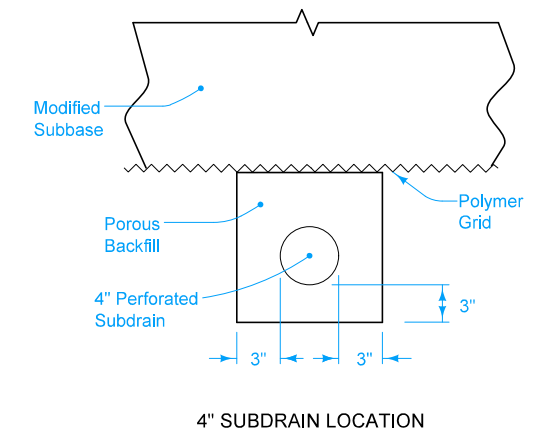 Modified
Subbase
Polymer
Grid
Porous
Backfill
4" Perforated
Subdrain
3"
3"
3"
4" SUBDRAIN LOCATION